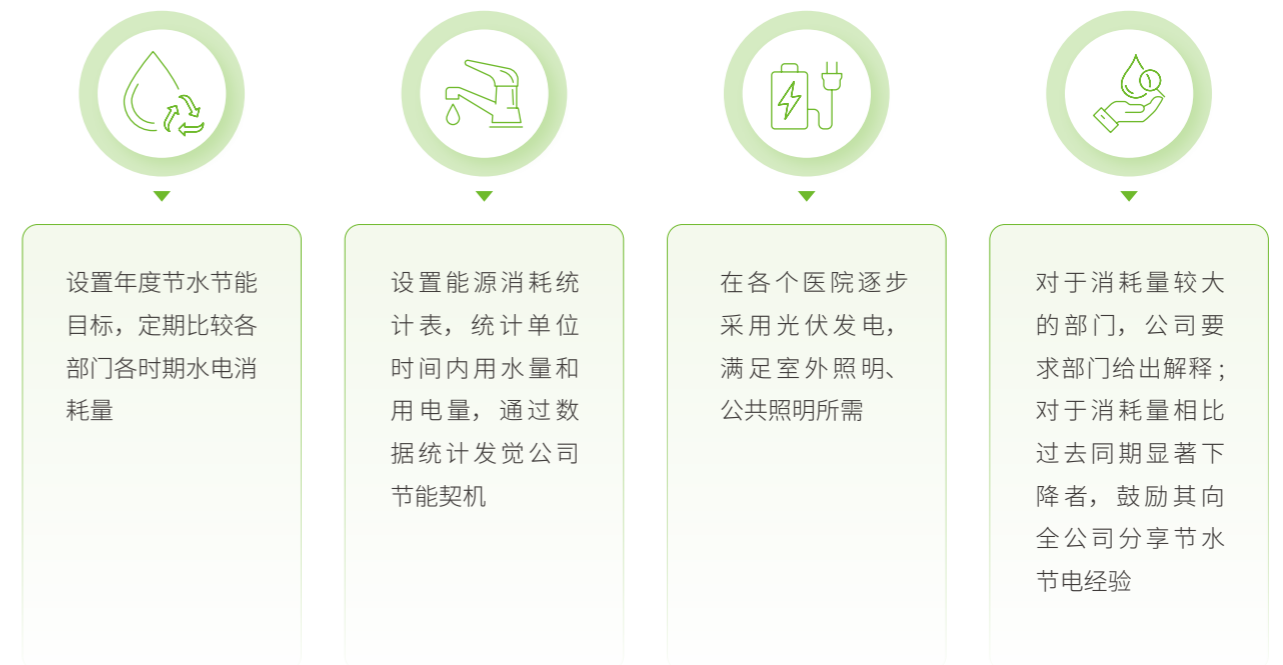 设置年度节水节能
目标，定期比较各
部门各时期水电消
耗量
设置能源消耗统
计表，统计单位
时间内用水量和
用电量，通过数
据统计发觉公司
节能契机
在各个医院逐步
采用光伏发电，
满足室外照明、
公共照明所需
对于消耗量较大
的部门，公司要
求部门给出解释；
对于消耗量相比
过去同期显著下
降者，鼓励其向
全公司分享节水
节电经验